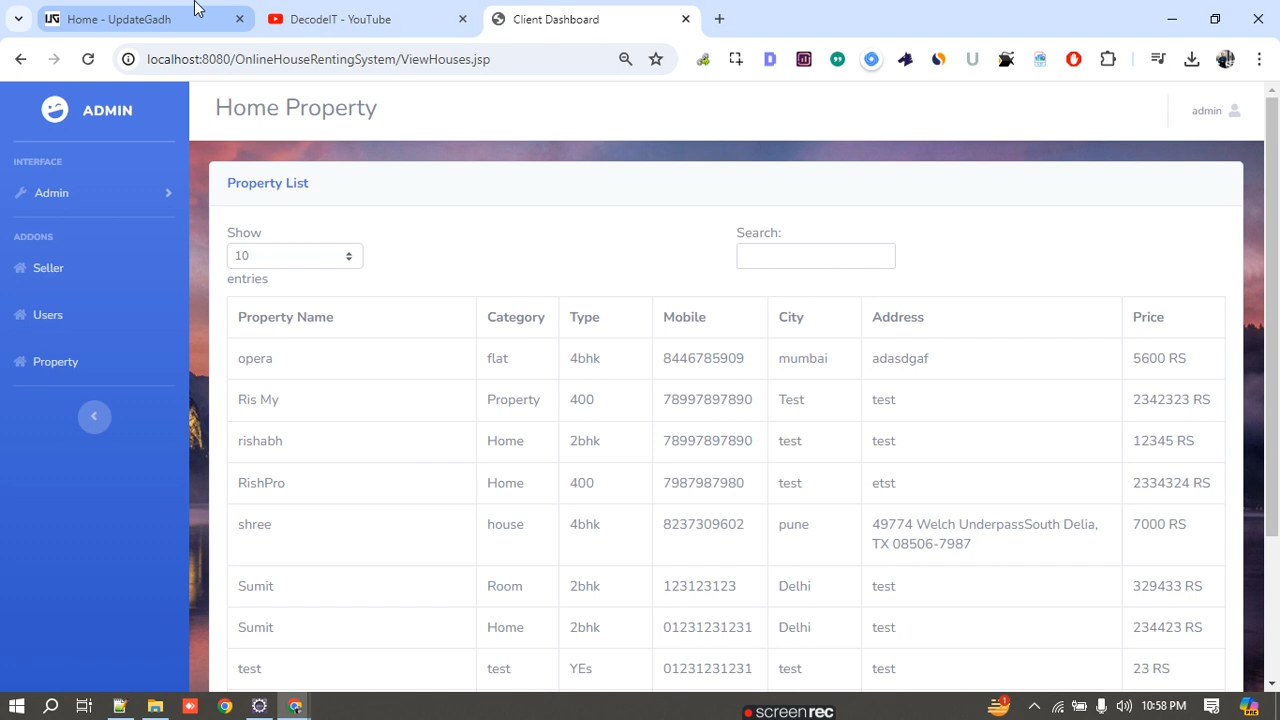 Home - UpdateGadh
DecodeIT - YouTube
Client Dashboard
localhost:8080/OnlineHouseRentingSystem/ViewHouses.jsp
ADMIN
INTERFACE
Admin
ADDONS
Seller
Users
Property
Home Property
admin
Property List
Show
10
entries
Search:
Property Name Category Type Mobile City Address Price
opera flat 4bhk 8446785909 mumbai adasdgaf 5600 RS
Ris My Property 400 78997897890 Test test 2342323 RS
rishabh Home 2bhk 78997897890 test test 12345 RS
RishPro Home 400 7987987980 test etst 2334324 RS
shree house 4bhk 8237309602 pune 49774 Welch UnderpassSouth Delia, 7000 RS
TX 08506-7987
Sumit Room 2bhk 123123123 Delhi test 329433 RS
Sumit Home 2bhk 01231231231 Delhi test 234423 RS
test test YEs 01231231231 test test 23 RS
10:58 PM
screenrec